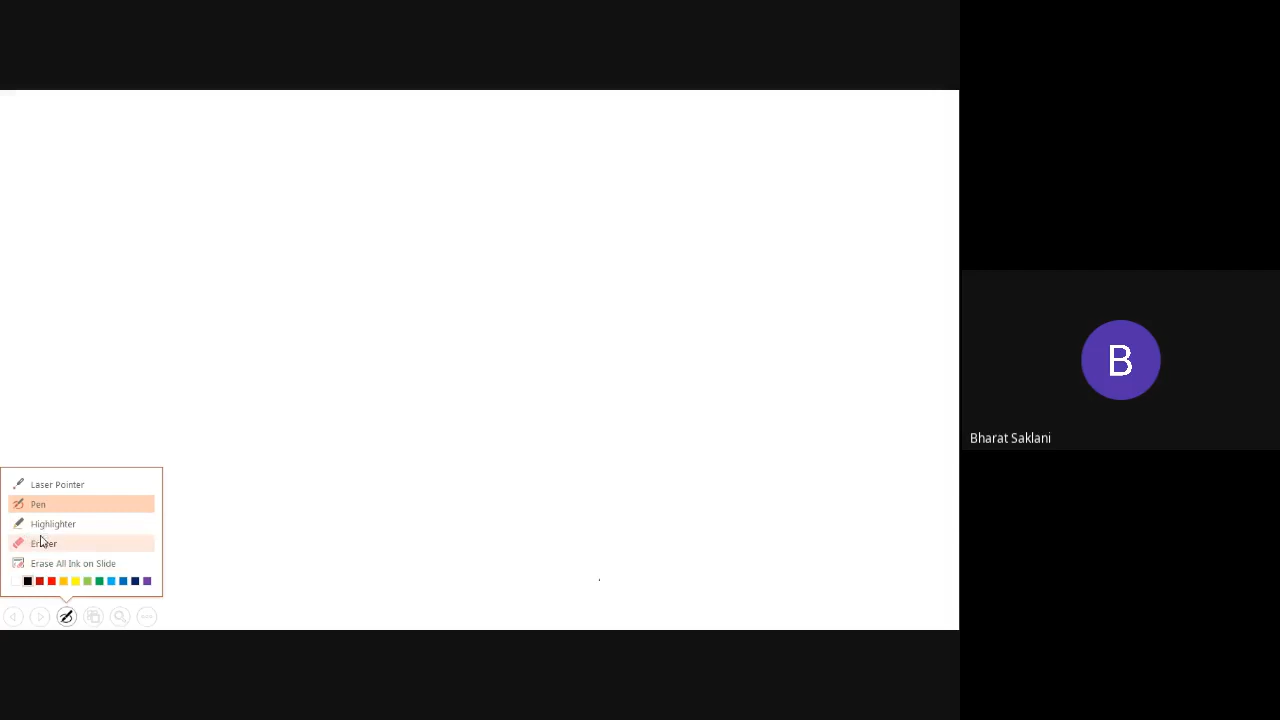 Laser Pointer
Pen
Highlighter
Eraser
Erase All Ink on Slide
B
Bharat Saklani